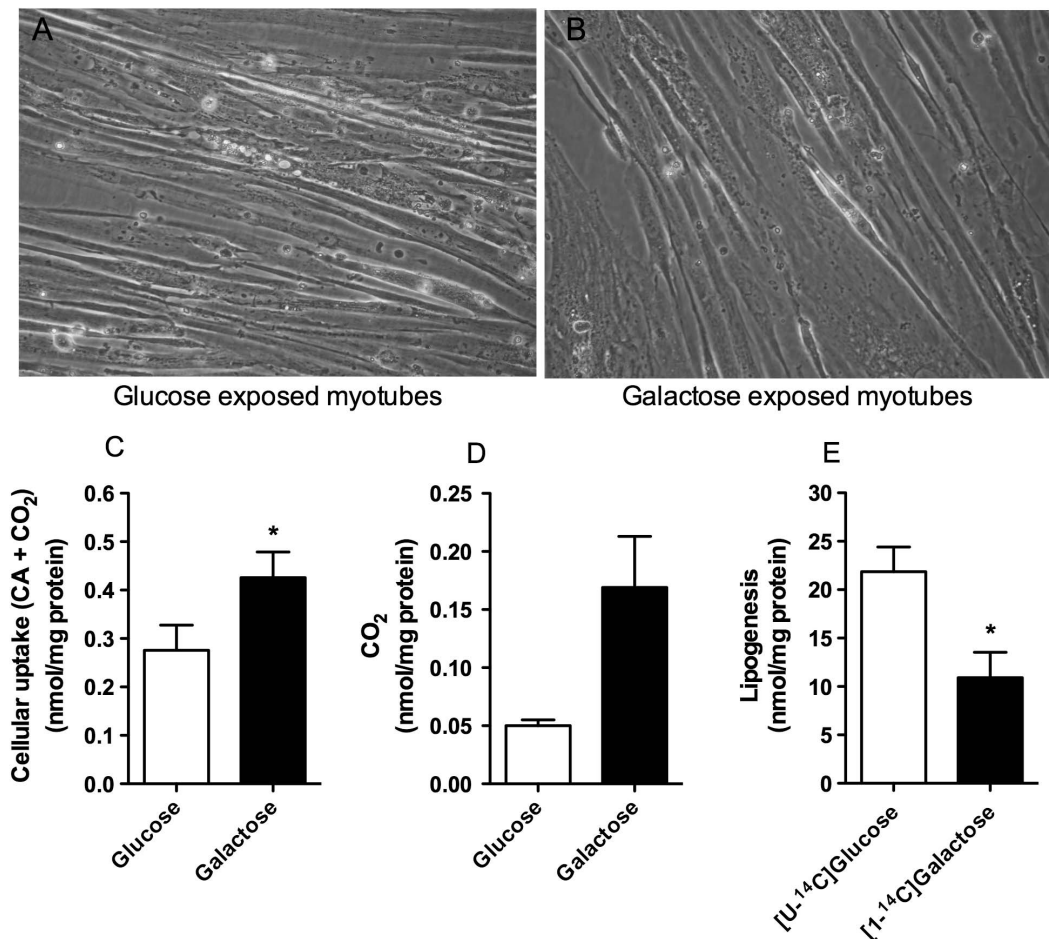 A
B
Glucose exposed myotubes
Galactose exposed myotubes
C
Cellular uptake (CA + CO₂)
(nmol/mg protein)
0.6
0.5
0.4
0.3
0.2
0.1
0.0
*
Glucose
Galactose
D
CO₂
(nmol/mg protein)
0.25
0.20
0.15
0.10
0.05
0.00
Glucose
Galactose
E
Lipogenesis
(nmol/mg protein)
30
25
20
15
10
5
0
*
[U-¹⁴C]Glucose
[1-¹⁴C]Galactose